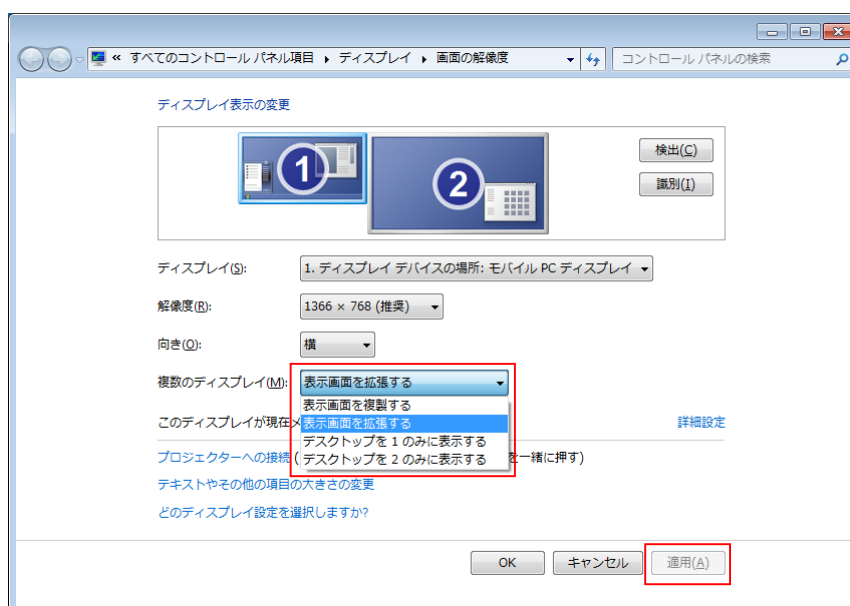 « すべてのコントロール パネル項目 ▸ ディスプレイ ▸ 画面の解像度
コントロール パネルの検索
ディスプレイ表示の変更
1
2
検出(C)
識別(I)
ディスプレイ(S):
1. ディスプレイ デバイスの場所: モバイル PC ディスプレイ
解像度(R):
1366 × 768 (推奨)
向き(O):
横
複数のディスプレイ(M):
表示画面を拡張する
表示画面を複製する
表示画面を拡張する
デスクトップを 1 のみに表示する
デスクトップを 2 のみに表示する
このディスプレイが現在メ
詳細設定
プロジェクターへの接続 (
を一緒に押す)
テキストやその他の項目の大きさの変更
どのディスプレイ設定を選択しますか?
OK
キャンセル
適用(A)